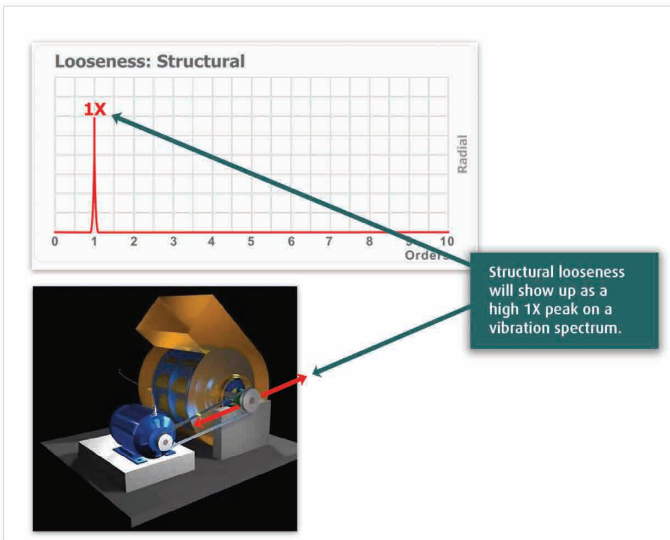 Looseness: Structural
1X
Radial
0 1 2 3 4 5 6 7 8 9 10
Orders
Structural looseness
will show up as a
high 1X peak on a
vibration spectrum.